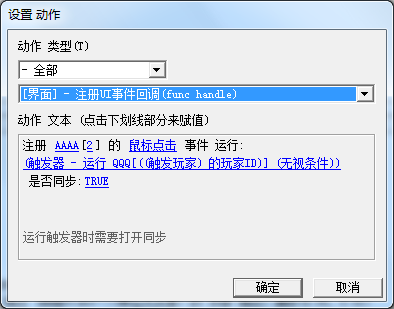 设置 动作
动作 类型(T)
- 全部
[界面] - 注册UI事件回调(func handle)
动作 文本 (点击下划线部分来赋值)
注册 AAAA[2] 的 鼠标点击 事件 运行:
(触发器 - 运行 QQQ[((触发玩家) 的玩家ID)] (无视条件))
是否同步: TRUE
运行触发器时需要打开同步
确定
取消